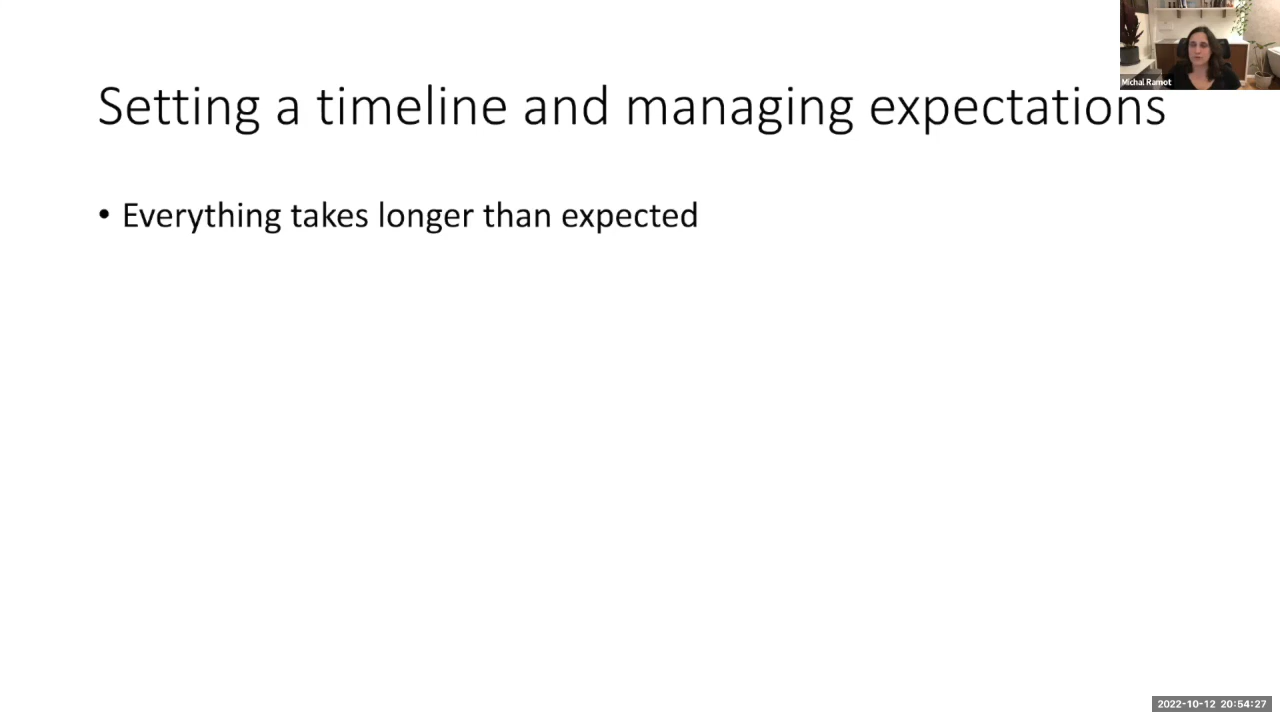 Michal Ramot
Setting a timeline and managing expectations
• Everything takes longer than expected
2022-10-12 20:54:27